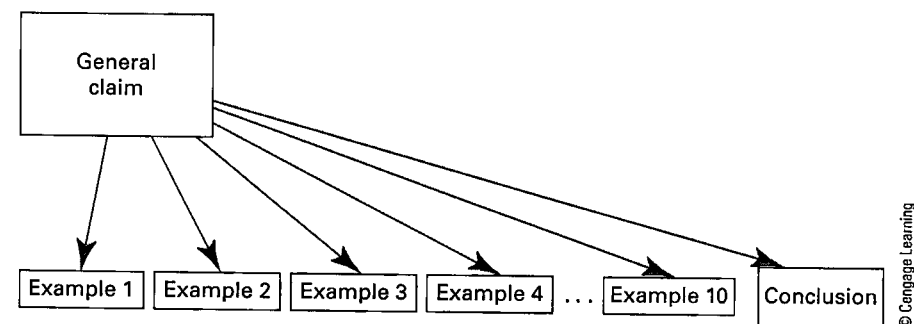 General
claim
Example 1
Example 2
Example 3
Example 4
...
Example 10
Conclusion
© Cengage Learning